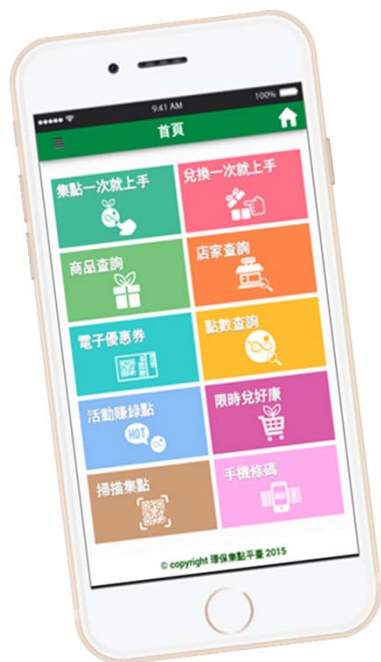 9:41 AM
100%
首頁
集點一次就上手
兌換一次就上手
商品查詢
店家查詢
電子優惠券
點數查詢
活動賺綠點
HOT
限時兌好康
掃描集點
手機條碼
© copyright 環保集點平臺 2015